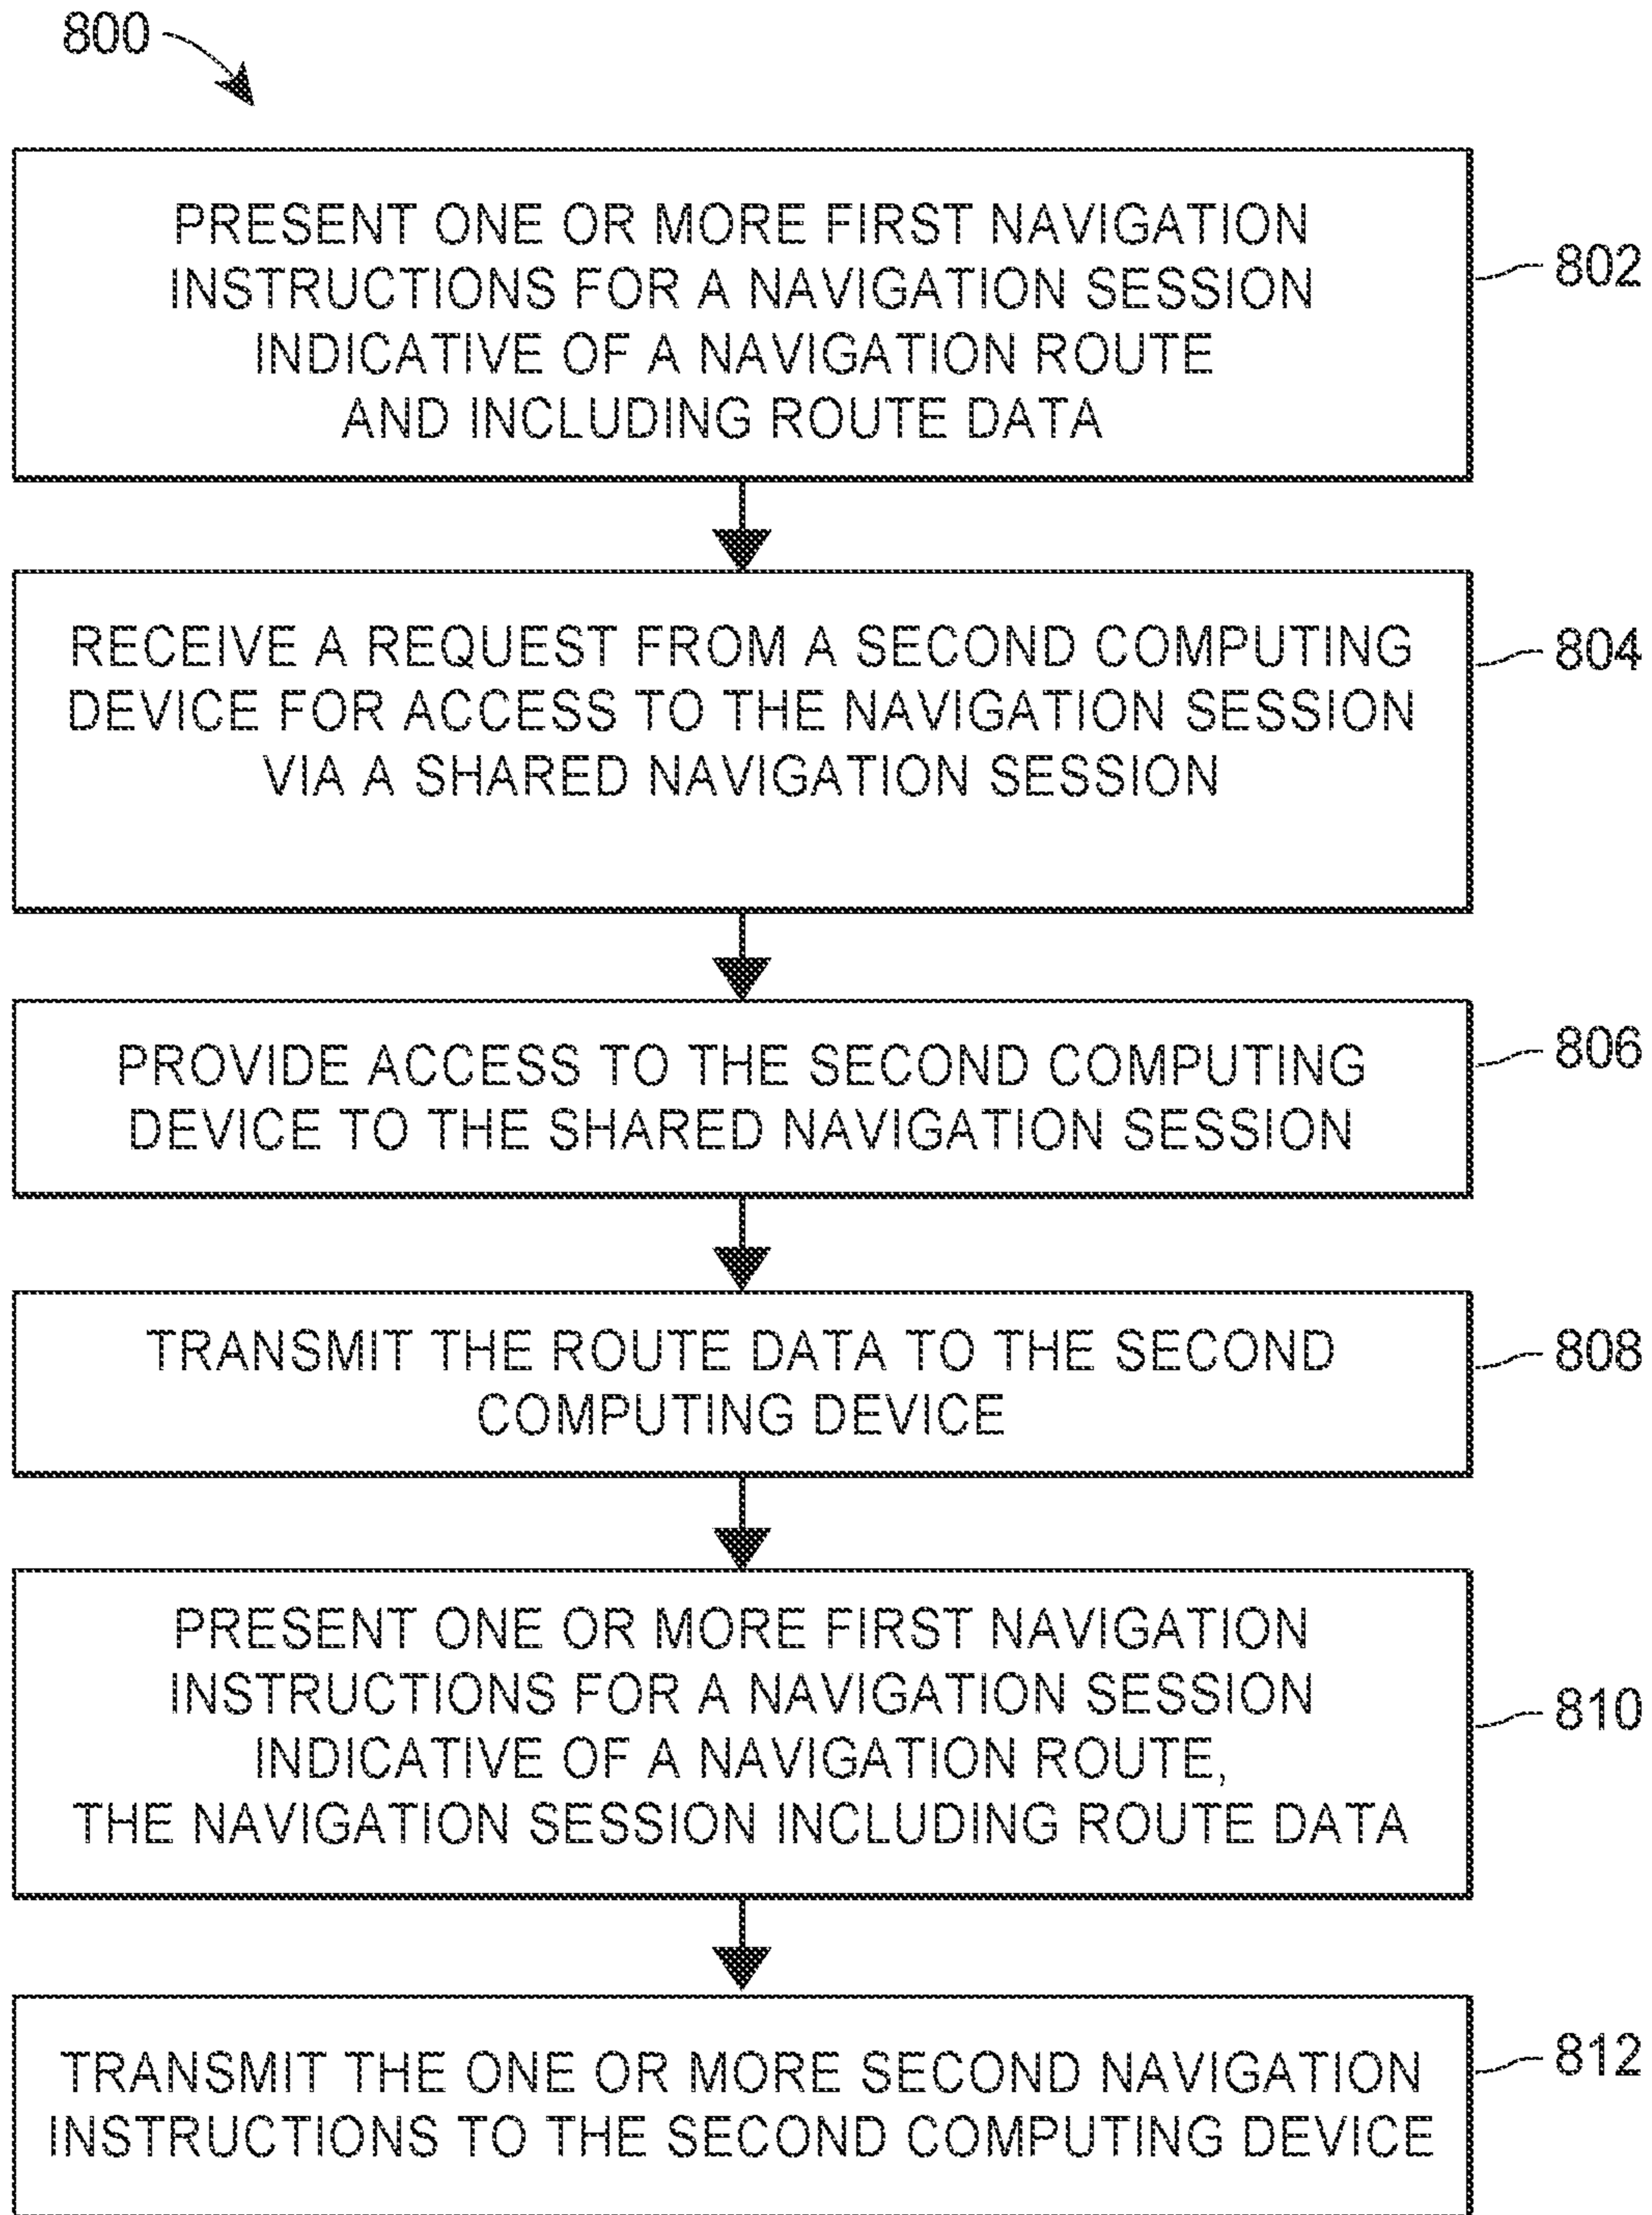 800
PRESENT ONE OR MORE FIRST NAVIGATION
INSTRUCTIONS FOR A NAVIGATION SESSION
INDICATIVE OF A NAVIGATION ROUTE
AND INCLUDING ROUTE DATA
802
RECEIVE A REQUEST FROM A SECOND COMPUTING
DEVICE FOR ACCESS TO THE NAVIGATION SESSION
VIA A SHARED NAVIGATION SESSION
804
PROVIDE ACCESS TO THE SECOND COMPUTING
DEVICE TO THE SHARED NAVIGATION SESSION
806
TRANSMIT THE ROUTE DATA TO THE SECOND
COMPUTING DEVICE
808
PRESENT ONE OR MORE FIRST NAVIGATION
INSTRUCTIONS FOR A NAVIGATION SESSION
INDICATIVE OF A NAVIGATION ROUTE,
THE NAVIGATION SESSION INCLUDING ROUTE DATA
810
TRANSMIT THE ONE OR MORE SECOND NAVIGATION
INSTRUCTIONS TO THE SECOND COMPUTING DEVICE
812